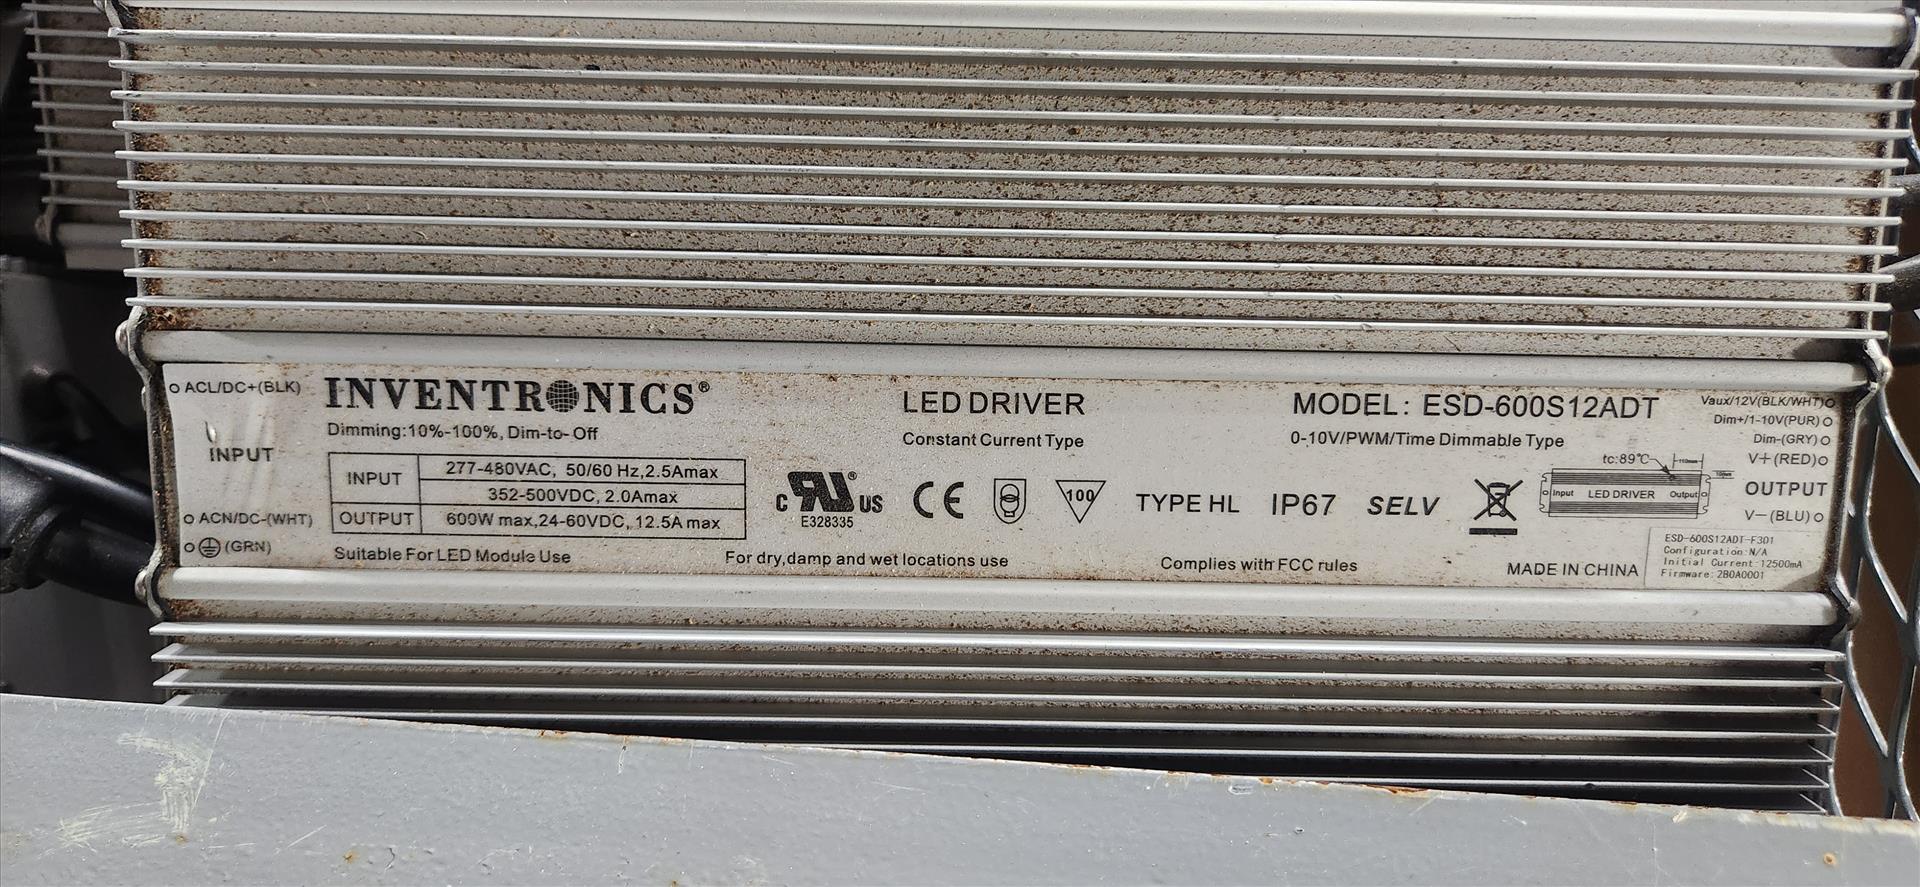 ACL/DC+(BLK)
INPUT
ACN/DC-(WHT)
(GRN)
INVENTRONICS®
Dimming:10%-100%, Dim-to-Off
INPUT 277-480VAC, 50/60 Hz,2.5Amax
352-500VDC, 2.0Amax
OUTPUT 600W max,24-60VDC, 12.5A max
Suitable For LED Module Use
LED DRIVER
Constant Current Type
C UL® US
E328335
CE
100
TYPE HL IP67 SELV
For dry,damp and wet locations use
Complies with FCC rules
MODEL: ESD-600S12ADT
0-10V/PWM/Time Dimmable Type
tc:89℃
Input LED DRIVER Output
MADE IN CHINA
Vaux/12V(BLK/WHT)
Dim+/1-10V(PUR)
Dim-(GRY)
V+(RED)
OUTPUT
V-(BLU)
ESD-600S12ADT-F301
Configuration:N/A
Initial Current:12500mA
Firmware:2B0A0001